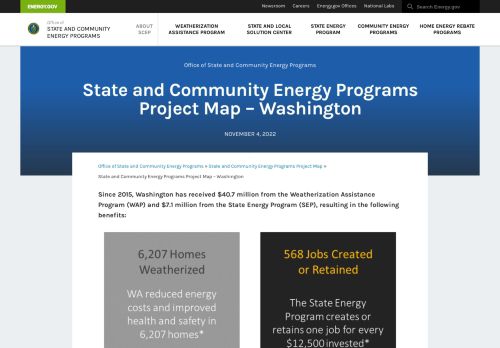 ENERGY.GOV
Newsroom Careers Energy.gov Offices National Labs Search Energy.gov
Office of
STATE AND COMMUNITY
ENERGY PROGRAMS
ABOUT
SCEP
WEATHERIZATION
ASSISTANCE PROGRAM
STATE AND LOCAL
SOLUTION CENTER
STATE ENERGY
PROGRAM
COMMUNITY ENERGY
PROGRAMS
HOME ENERGY REBATE
PROGRAMS
Office of State and Community Energy Programs
State and Community Energy Programs
Project Map – Washington
NOVEMBER 4, 2022
Office of State and Community Energy Programs » State and Community Energy Programs Project Map »
State and Community Energy Programs Project Map – Washington
Since 2015, Washington has received $40.7 million from the Weatherization Assistance
Program (WAP) and $7.1 million from the State Energy Program (SEP), resulting in the following
benefits:
6,207 Homes
Weatherized
WA reduced energy
costs and improved
health and safety in
6,207 homes*
568 Jobs Created
or Retained
The State Energy
Program creates or
retains one job for every
$12,500 invested*